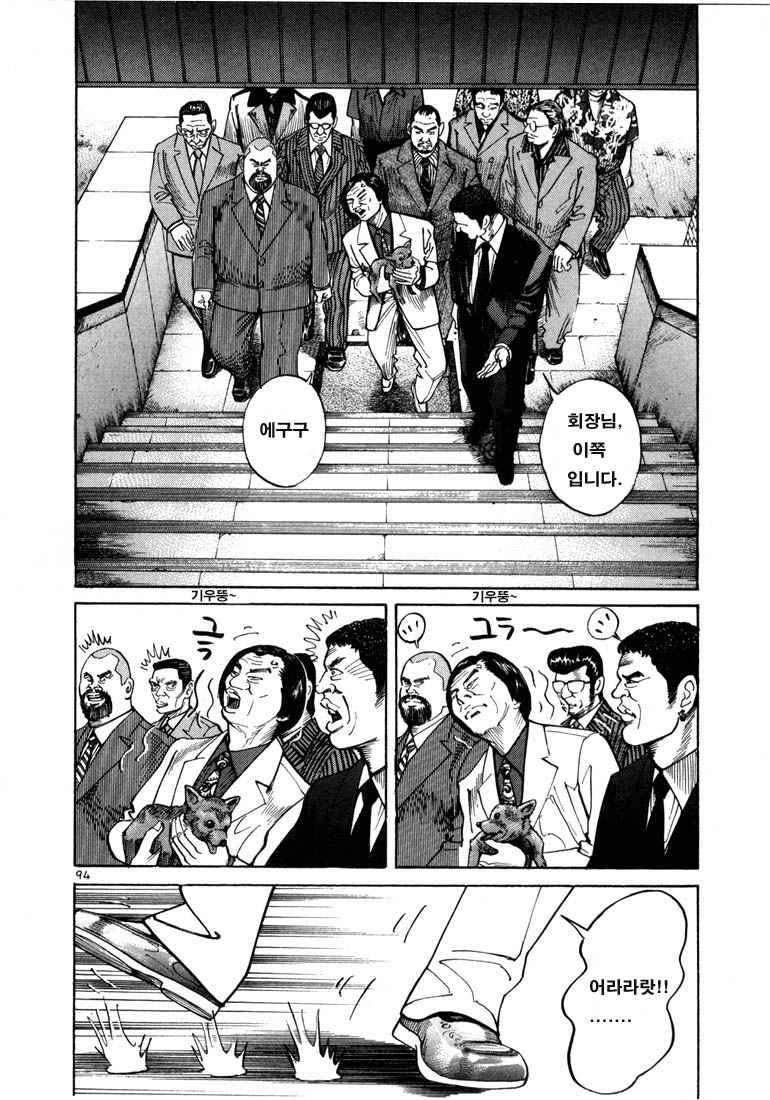 회장님,
이쪽
입니다.
에구구
기우뚱~
ユラ〜
기우뚱~
94
어라라랏!!
.......